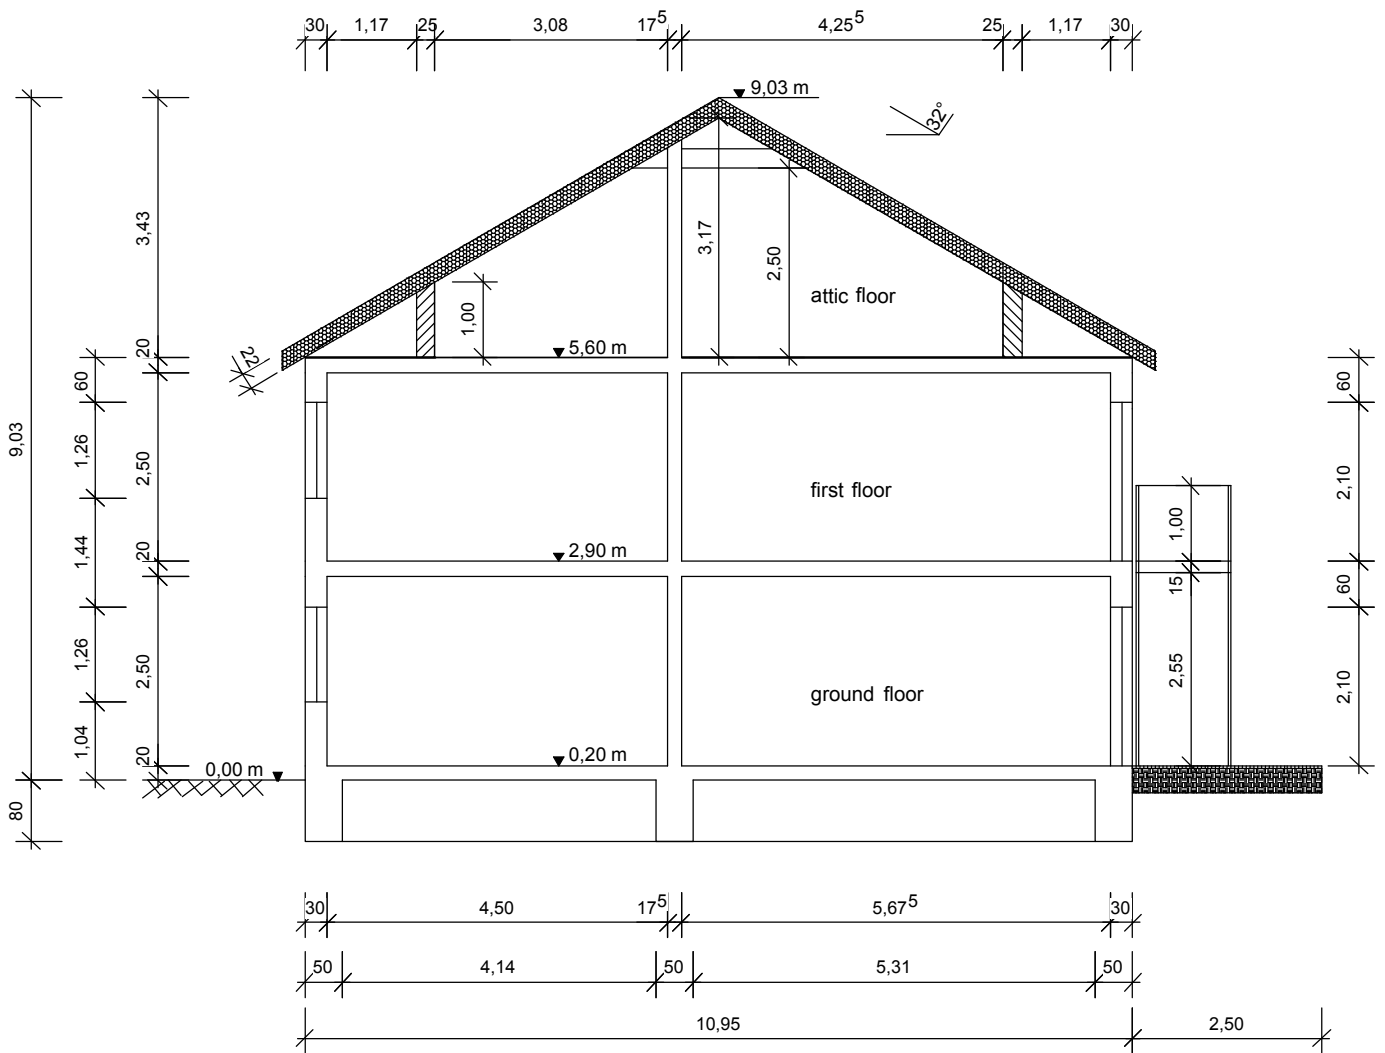 30 1,17 25 3,08 17⁵ 4,25⁵ 25 1,17 30
9,03 m
32°
3,43
3,17
2,50
attic floor
1,00
22
20
5,60 m
60
60
9,03
1,26
2,50
first floor
2,10
1,00
1,44
20
2,90 m
15
60
1,26
2,50
2,55
2,10
ground floor
1,04
20
0,20 m
0,00 m
80
30 4,50 17⁵ 5,67⁵ 30
50 4,14 50 5,31 50
10,95 2,50